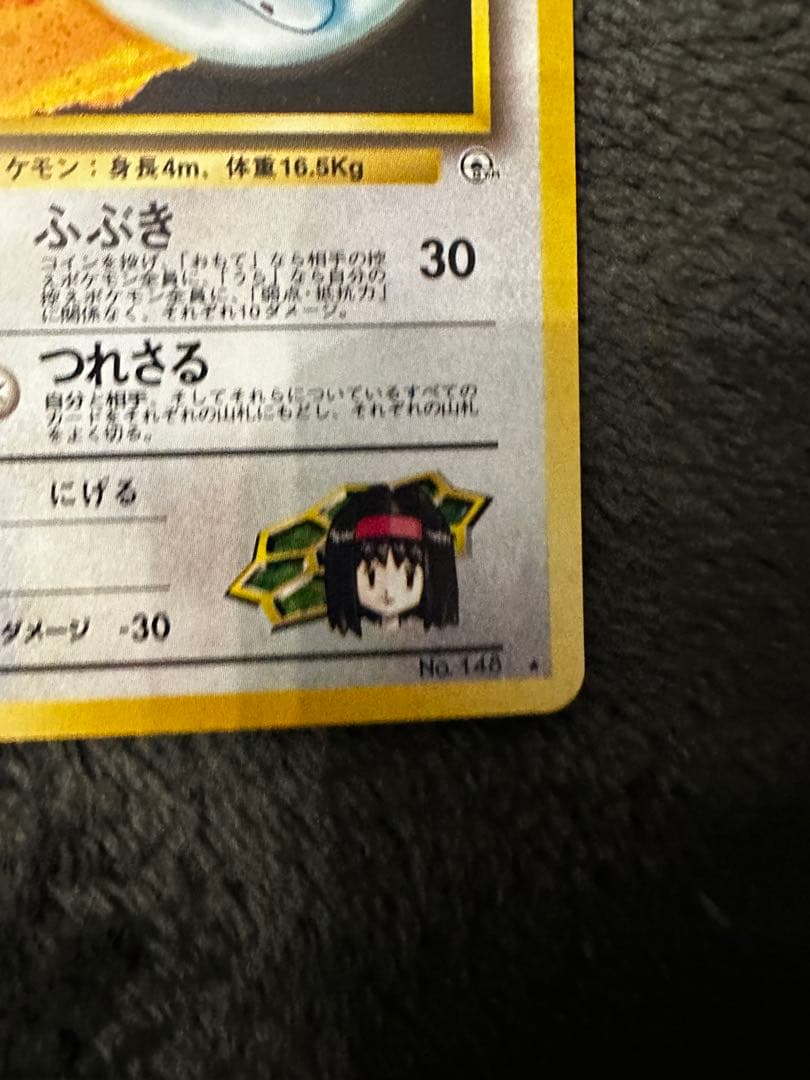 ケモン：身長4m、体重16.5Kg
ふぶき
30
コインを投げ、「おもて」なら相手の控
えポケモン全員に、「うら」なら自分の
控えポケモン全員に、「弱点・抵抗力」
に関係なく、それぞれ10ダメージ。
つれさる
自分と相手、そしてそれらについているすべての
カードをそれぞれの山札にもどし、それぞれの山札
をよく切る。
にげる
ダメージ -30
No. 148 ★